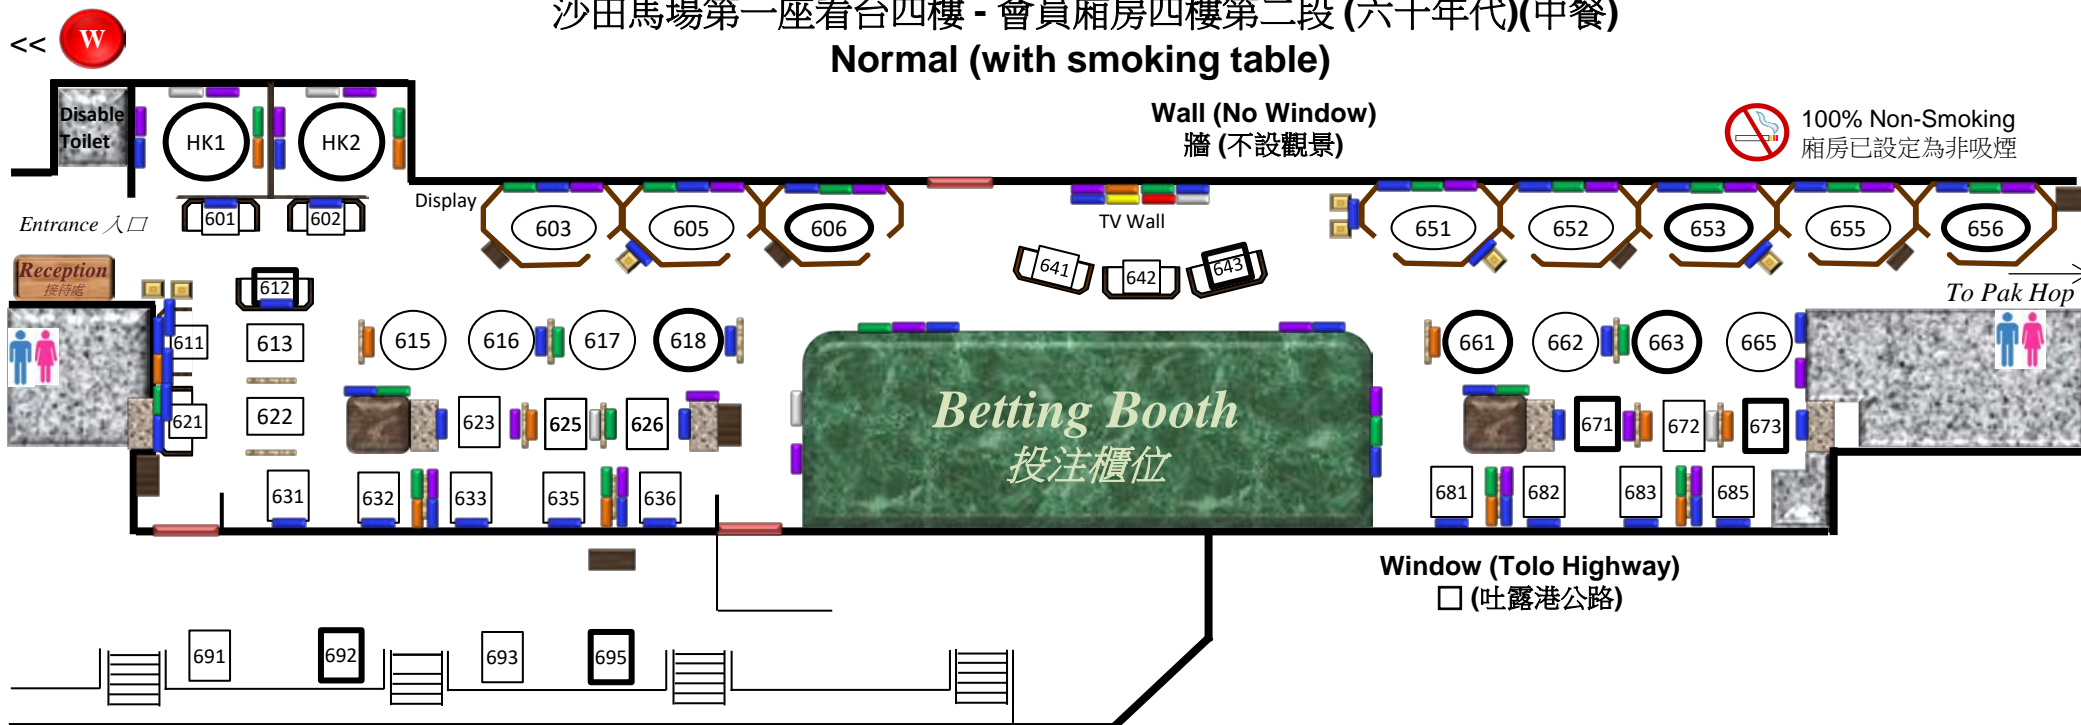 沙田馬場第一座看台四樓 - 會員廂房四樓第二段 (六十年代)(中餐)
<< W
Normal (with smoking table)
Wall (No Window)
牆 (不設觀景)
100% Non-Smoking
廂房已設定為非吸煙
Disable
Toilet
HK1 HK2
Display
TV Wall
Entrance 入口
601 602 603 605 606 651 652 653 655 656
Reception
接待處
612 641 642 643
To Pak Hop
611 613 615 616 617 618 661 662 663 665
621 622 623 625 626 671 672 673
Betting Booth
投注櫃位
631 632 633 635 636 681 682 683 685
Window (Tolo Highway)
☐ (吐露港公路)
691 692 693 695